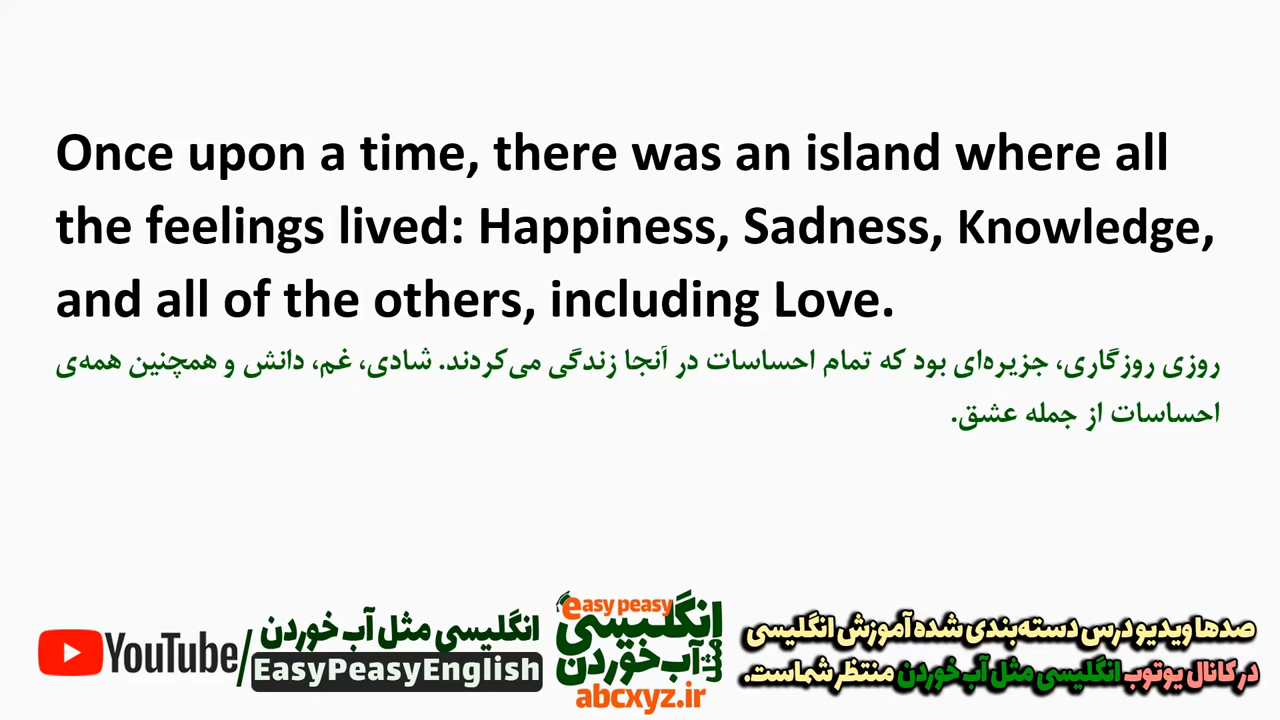 Once upon a time, there was an island where all
the feelings lived: Happiness, Sadness, Knowledge,
and all of the others, including Love.
روزی روزگاری، جزیره‌ای بود که تمام احساسات در آنجا زندگی می‌کردند. شادی، غم، دانش و همچنین همه‌ی
احساسات از جمله عشق.
YouTube/
انگلیسی مثل آب خوردن
EasyPeasyEnglish
easy peasy
انگلیسی
مثل
آب خوردن
abcxyz.ir
صدها ویدیو درس دسته‌بندی شده آموزش انگلیسی
در کانال یوتوب انگلیسی مثل آب خوردن منتظر شماست.